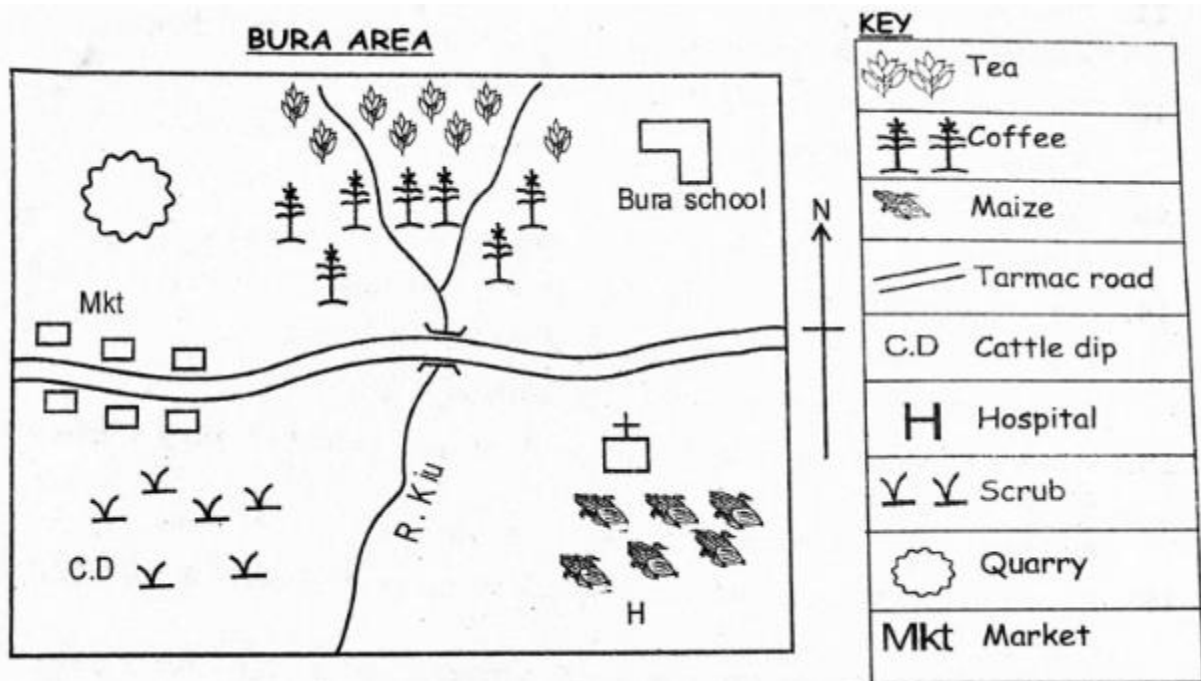 BURA AREA
Bura school
Mkt
R. Kiu
C.D
H
N
KEY
Tea
Coffee
Maize
Tarmac road
C.D Cattle dip
H Hospital
Scrub
Quarry
Mkt Market